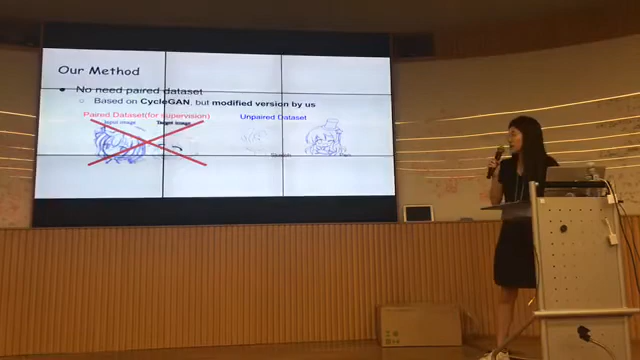 Our Method
No need paired dataset
Based on CycleGAN, but modified version by us
Paired Dataset(for supervision)
Unpaired Dataset
Input image
Target image